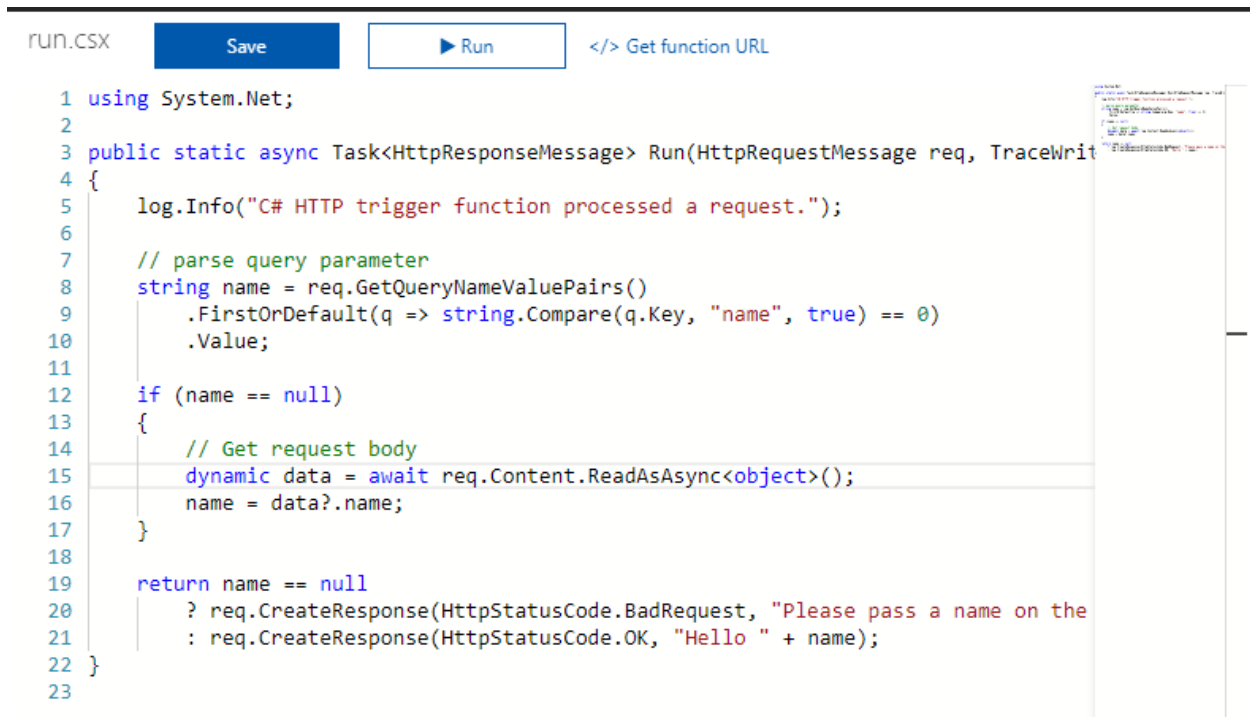 run.csx Save Run </> Get function URL
1 using System.Net;
2
3 public static async Task<HttpResponseMessage> Run(HttpRequestMessage req, TraceWrit
4 {
5 log.Info("C# HTTP trigger function processed a request.");
6
7 // parse query parameter
8 string name = req.GetQueryNameValuePairs()
9 .FirstOrDefault(q => string.Compare(q.Key, "name", true) == 0)
10 .Value;
11
12 if (name == null)
13 {
14 // Get request body
15 dynamic data = await req.Content.ReadAsAsync<object>();
16 name = data?.name;
17 }
18
19 return name == null
20 ? req.CreateResponse(HttpStatusCode.BadRequest, "Please pass a name on the
21 : req.CreateResponse(HttpStatusCode.OK, "Hello " + name);
22 }
23